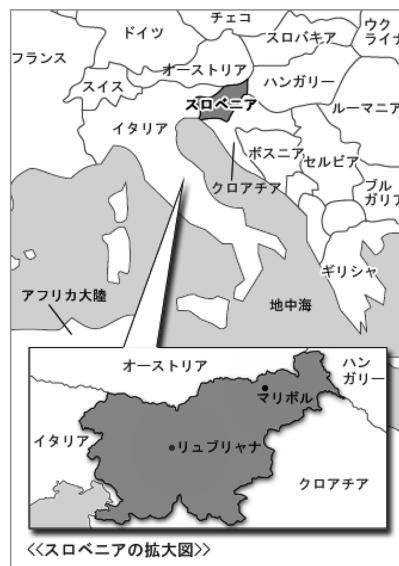 チェコ
ドイツ
ウク
ライナ
スロバキア
フランス
オーストリア
スイス
ハンガリー
スロベニア
ルーマニア
イタリア
ボスニア
セルビア
クロアチア
ブル
ガリア
ギリシャ
アフリカ大陸
地中海
オーストリア
ハン
ガリー
マリボル
イタリア
リュブリャナ
クロアチア
≪スロベニアの拡大図≫